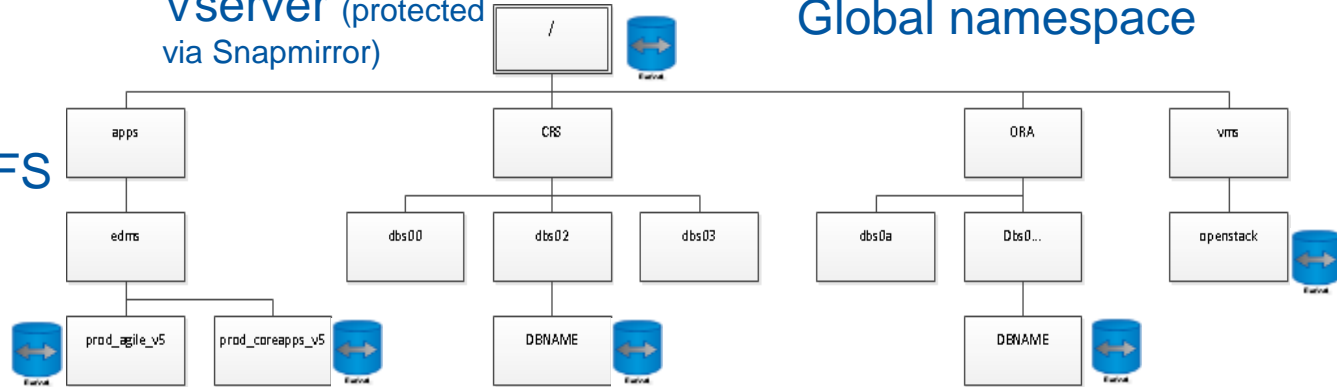 Vserver (protected
via Snapmirror)
Global namespace
/
FS
apps
CRS
ORA
vms
edms
dbs00
dbs02
dbs03
dbs0a
Dbs0...
openstack
prod_agile_v5
prod_coreapps_v5
DBNAME
DBNAME